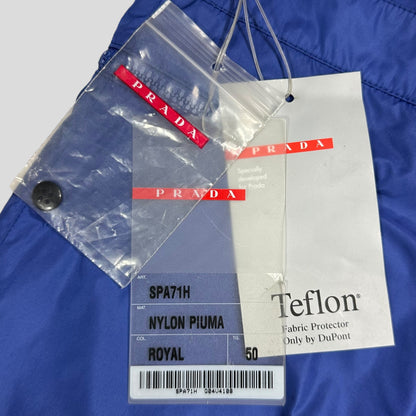 PRADA
PRADA
Specially
developed
for Prada
PRADA
ART.
SPA71H
MAT.
NYLON PIUMA
COL. TG.
ROYAL 50
SPA71H 004V4108
Teflon®
Fabric Protector
Only by DuPont